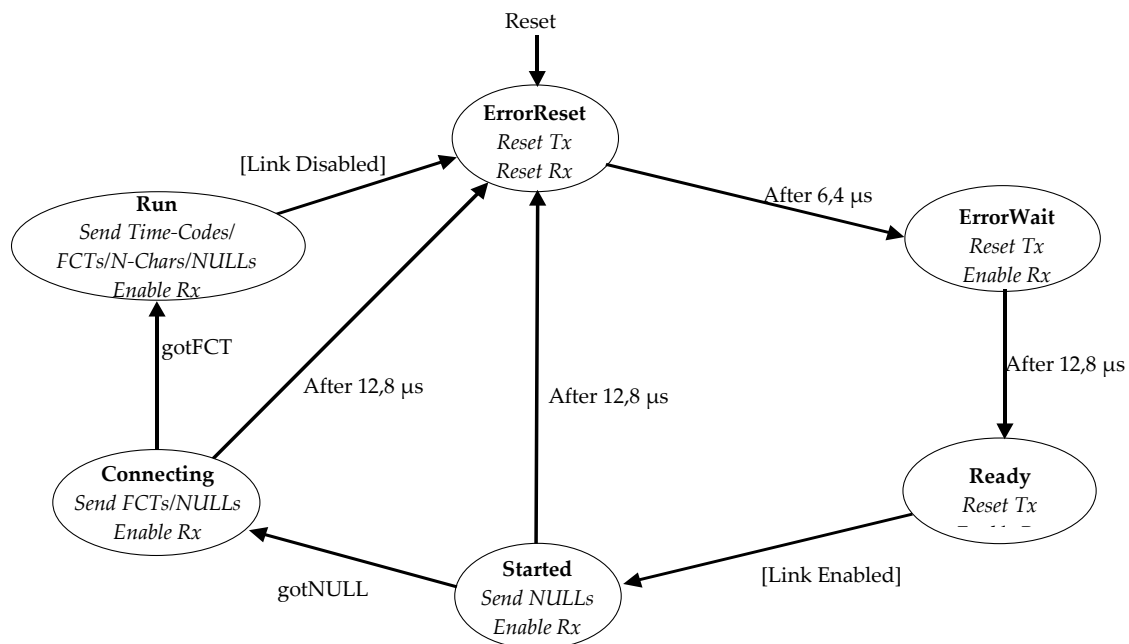 Reset
ErrorReset
Reset Tx
Reset Rx
[Link Disabled]
After 6,4 µs
Run
Send Time-Codes/
FCTs/N-Chars/NULLs
Enable Rx
ErrorWait
Reset Tx
Enable Rx
gotFCT
After 12,8 µs
After 12,8 µs
After 12,8 µs
Connecting
Send FCTs/NULLs
Enable Rx
Ready
Reset Tx
gotNULL
Started
Send NULLs
Enable Rx
[Link Enabled]